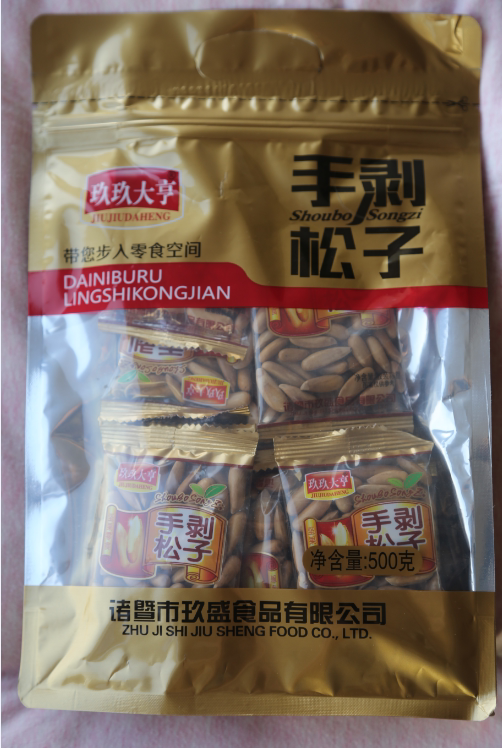 玖玖大亨
JIUJIUDAHENG
手剥
Shoubo Songzi
松子
带您步入零食空间
DAINIBURU
LINGSHIKONGJIAN
玖玖大亨
JIUJIUDAHENG
ShouBo SongZi
手剥
松子
玖玖大亨
JIUJIUDAHENG
ShouBo SongZi
手剥
松子
净含量:500克
诸暨市玖盛食品有限公司
ZHU JI SHI JIU SHENG FOOD CO., LTD.